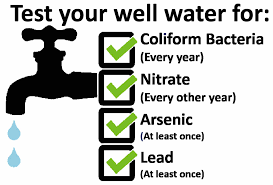 Test your well water for:
Coliform Bacteria
(Every year)
Nitrate
(Every other year)
Arsenic
(At least once)
Lead
(At least once)